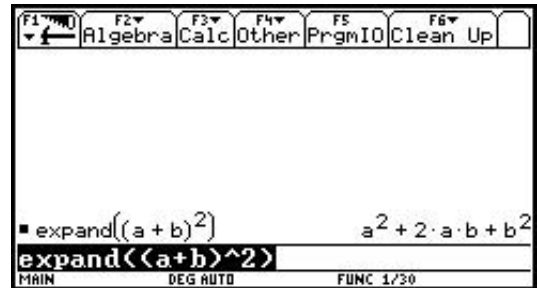 F1 F2 F3 F4 F5 F6
Algebra Calc Other PrgmIO Clean Up
▪ expand((a + b)²) a² + 2·a·b + b²
expand((a+b)^2)
MAIN DEG AUTO FUNC 1/30